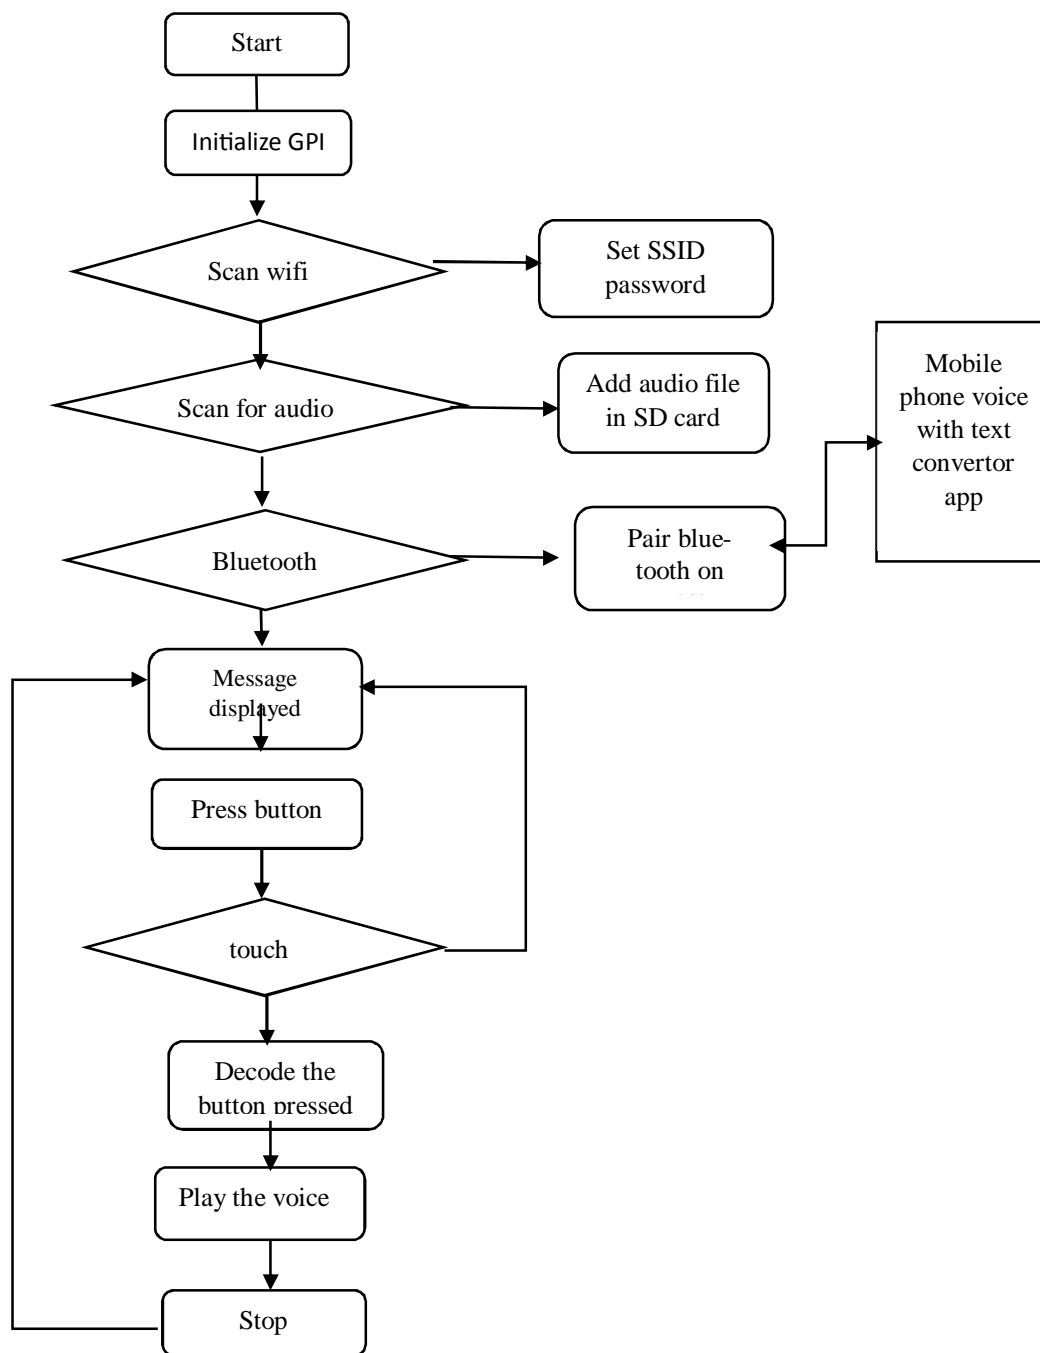 Start
Initialize GPI
Scan wifi
Set SSID
password
Scan for audio
Add audio file
in SD card
Mobile
phone voice
with text
convertor
app
Bluetooth
Pair blue-
tooth on
Message
displayed
Press button
touch
Decode the
button pressed
Play the voice
Stop